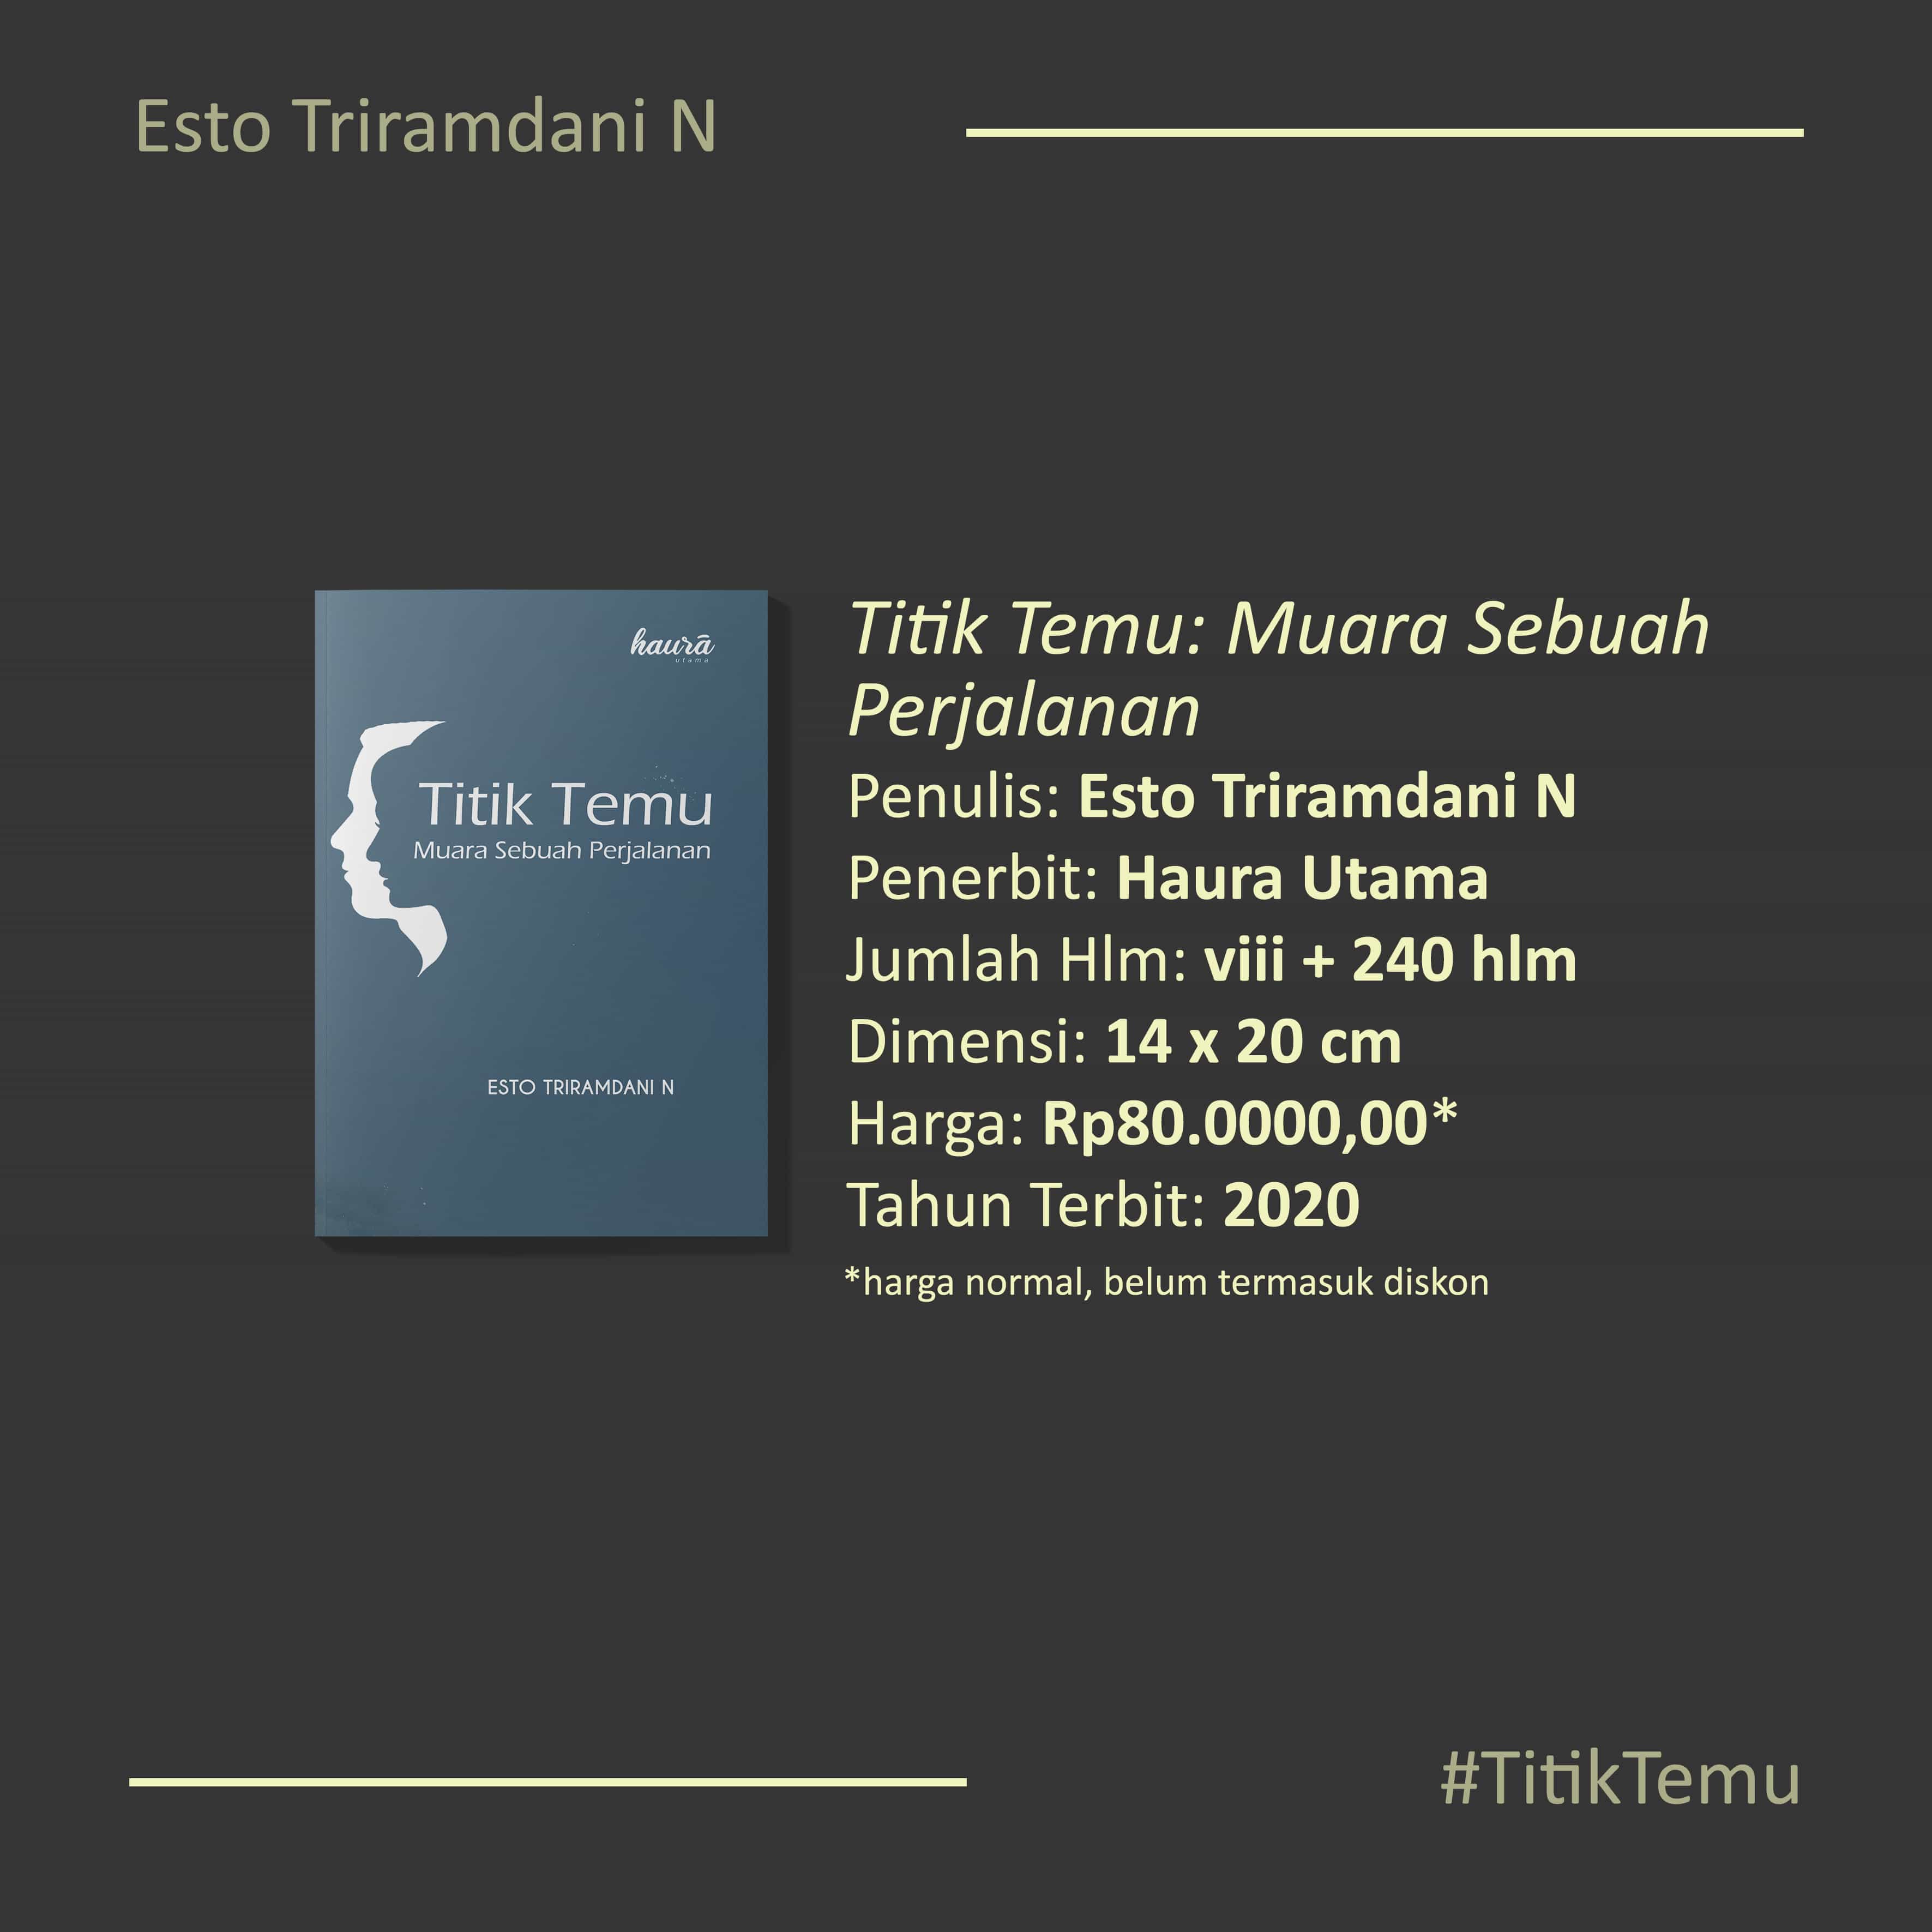 Esto Triramdani N
haurā
utama
Titik Temu
Muara Sebuah Perjalanan
ESTO TRIRAMDANI N
Titik Temu: Muara Sebuah
Perjalanan
Penulis: Esto Triramdani N
Penerbit: Haura Utama
Jumlah Hlm: viii + 240 hlm
Dimensi: 14 x 20 cm
Harga: Rp80.0000,00*
Tahun Terbit: 2020
*harga normal, belum termasuk diskon
#TitikTemu